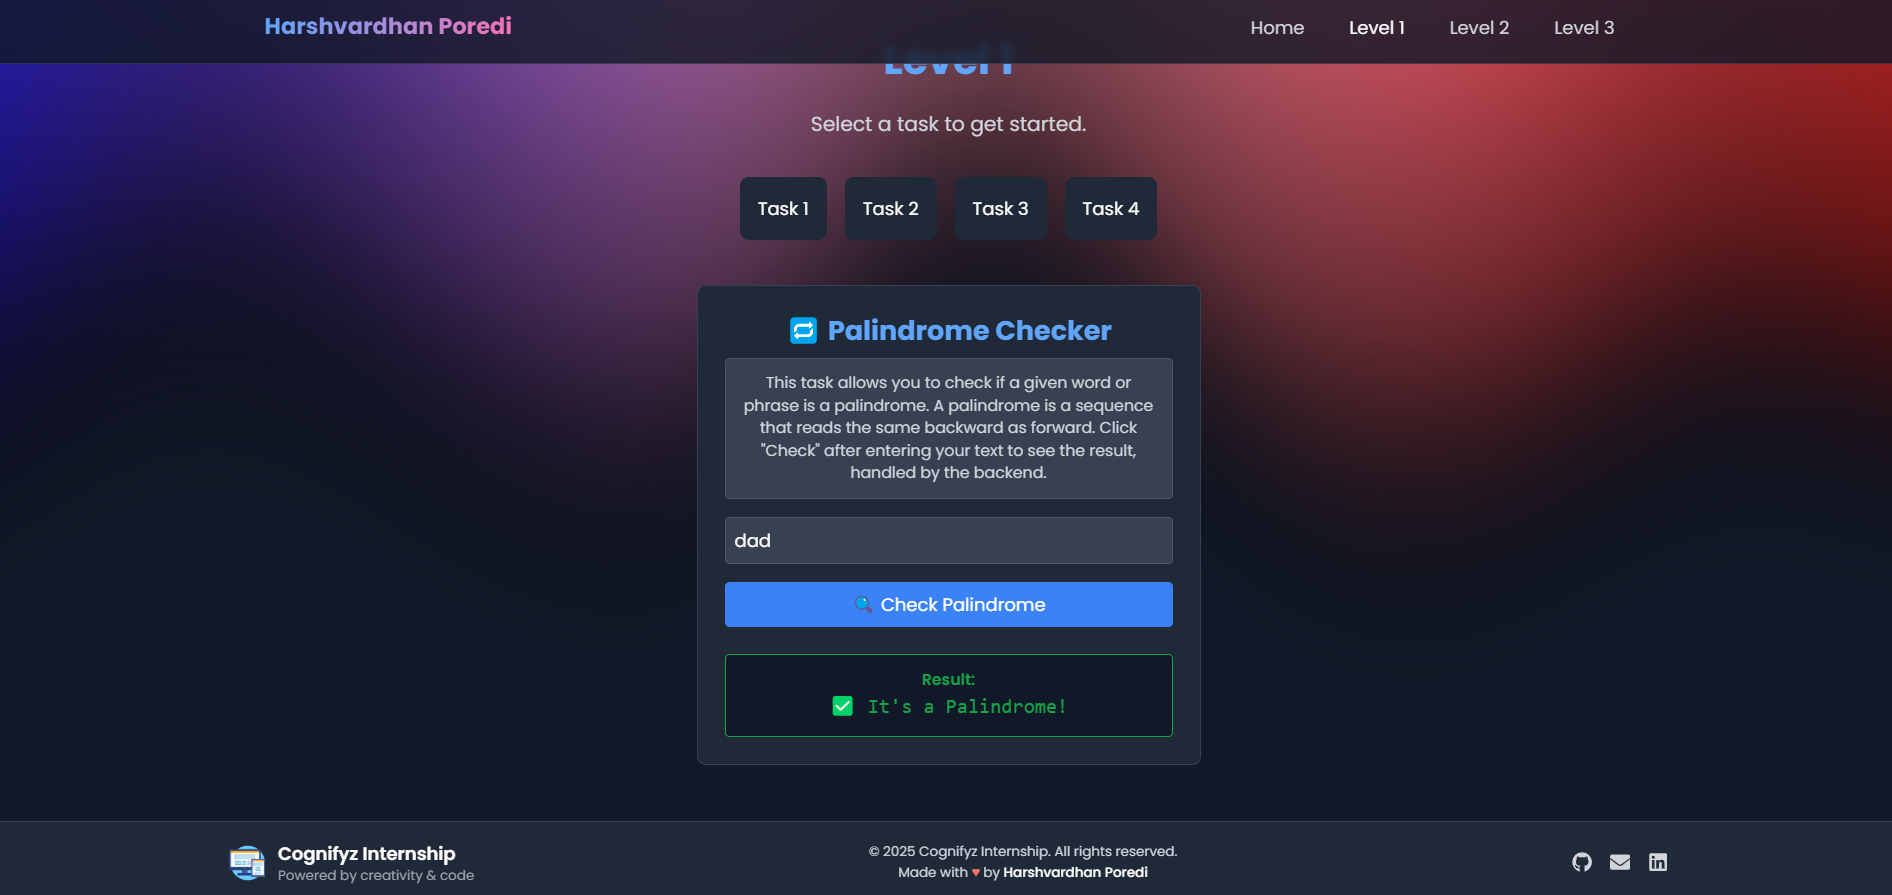 Harshvardhan Poredi
Home Level 1 Level 2 Level 3
Level 1
Select a task to get started.
Task 1 Task 2 Task 3 Task 4
Palindrome Checker
This task allows you to check if a given word or
phrase is a palindrome. A palindrome is a sequence
that reads the same backward as forward. Click
"Check" after entering your text to see the result,
handled by the backend.
dad
Check Palindrome
Result:
It's a Palindrome!
Cognifyz Internship
Powered by creativity & code
© 2025 Cognifyz Internship. All rights reserved.
Made with ♥ by Harshvardhan Poredi